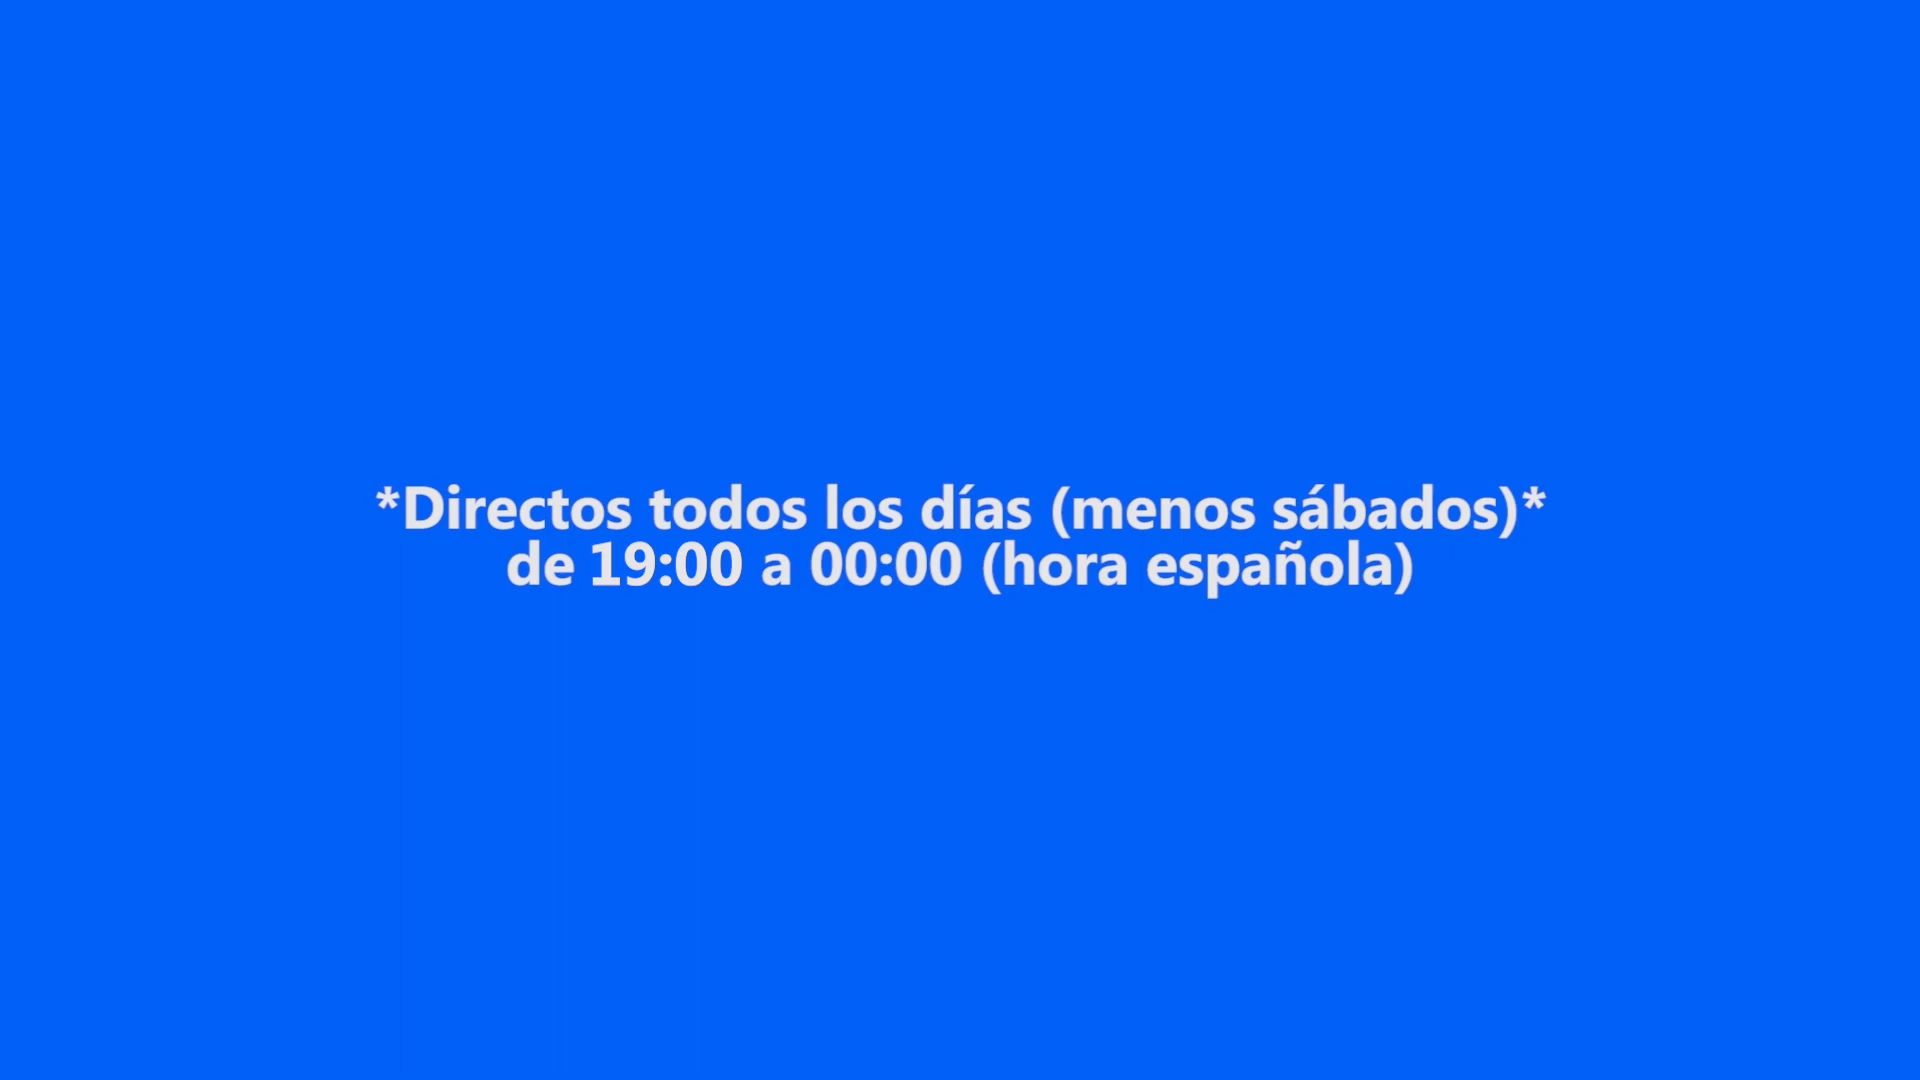 *Directos todos los días (menos sábados)*
de 19:00 a 00:00 (hora española)